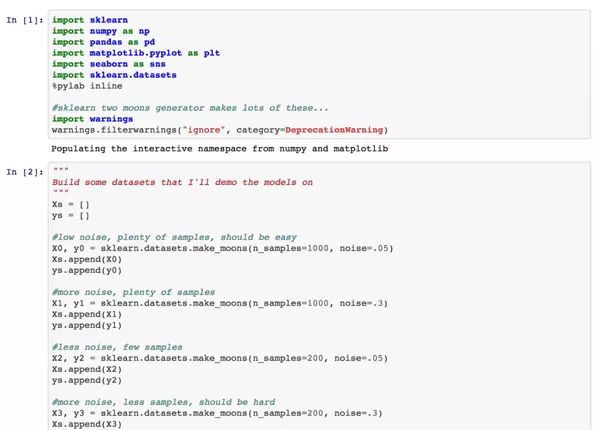 In [1]: import sklearn
import numpy as np
import pandas as pd
import matplotlib.pyplot as plt
import seaborn as sns
import sklearn.datasets
%pylab inline

#sklearn two moons generator makes lots of these...
import warnings
warnings.filterwarnings("ignore", category=DeprecationWarning)
Populating the interactive namespace from numpy and matplotlib
In [2]: """
Build some datasets that I'll demo the models on
"""
Xs = []
ys = []

#low noise, plenty of samples, should be easy
X0, y0 = sklearn.datasets.make_moons(n_samples=1000, noise=.05)
Xs.append(X0)
ys.append(y0)

#more noise, plenty of samples
X1, y1 = sklearn.datasets.make_moons(n_samples=1000, noise=.3)
Xs.append(X1)
ys.append(y1)

#less noise, few samples
X2, y2 = sklearn.datasets.make_moons(n_samples=200, noise=.05)
Xs.append(X2)
ys.append(y2)

#more noise, less samples, should be hard
X3, y3 = sklearn.datasets.make_moons(n_samples=200, noise=.3)
Xs.append(X3)